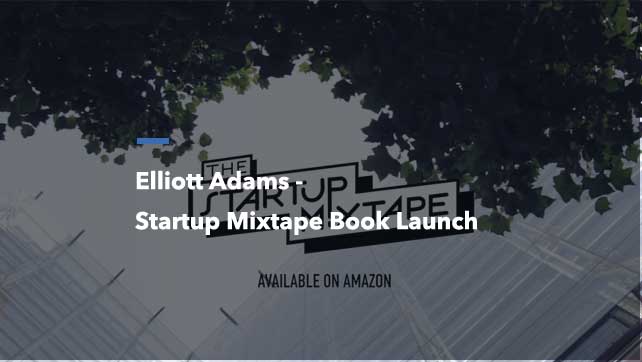 Elliott Adams -
Startup Mixtape Book Launch
THE
STARTUP
MIXTAPE
AVAILABLE ON AMAZON